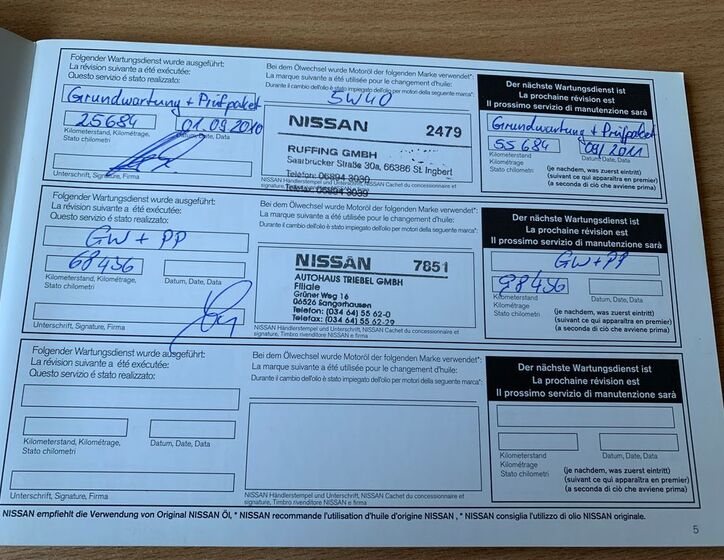 Folgender Wartungsdienst wurde ausgeführt:
La révision suivante a été exécutée:
Questo servizio é stato realizzato:
Grundwartung + Prüfpaket
25684
01.09.2010
Kilometerstand, Kilométrage,
Stato chilometri
Datum, Date, Data
Unterschrift, Signature, Firma
Bei dem Ölwechsel wurde Motoröl der folgenden Marke verwendet*:
La marque suivante a été utilisée pour le changement d'huile:
Durante il cambio dell'olio è stato impiegato dell'olio per motori della seguente marca*:
5W40
NISSAN 2479
RUFFING GMBH
Saarbrücker Straße 30a, 66386 St. Ingbert
Telefon: 06894 3030
Telefax: 06894 3939
NISSAN Händlerstempel und Unterschrift, NISSAN Cachet du concessionnaire et
signature, Timbro rivenditore NISSAN e firma
Der nächste Wartungsdienst ist
La prochaine révision est
Il prossimo servizio di manutenzione sarà
Grundwartung + Prüfpaket
55 684
09/2011
Kilometerstand
Kilométrage
Stato chilometri
Datum, Date, Data
(je nachdem, was zuerst eintritt)
(suivant ce qui apparaîtra en premier)
(a seconda di ciò che avviene prima)
Folgender Wartungsdienst wurde ausgeführt:
La révision suivante a été exécutée:
Questo servizio é stato realizzato:
GW + PP
68456
Kilometerstand, Kilométrage,
Stato chilometri
Datum, Date, Data
Unterschrift, Signature, Firma
Bei dem Ölwechsel wurde Motoröl der folgenden Marke verwendet*:
La marque suivante a été utilisée pour le changement d'huile:
Durante il cambio dell'olio è stato impiegato dell'olio per motori della seguente marca*:
NISSAN 7851
AUTOHAUS TRIEBEL GMBH
Filiale
Grüner Weg 16
06526 Sangerhausen
Telefon: (034 64) 55 62-0
Telefax: (034 64) 55 62-29
NISSAN Händlerstempel und Unterschrift, NISSAN Cachet du concessionnaire et
signature, Timbro rivenditore NISSAN e firma
Der nächste Wartungsdienst ist
La prochaine révision est
Il prossimo servizio di manutenzione sarà
GW + PP
98456
Kilometerstand
Kilométrage
Stato chilometri
Datum, Date, Data
(je nachdem, was zuerst eintritt)
(suivant ce qui apparaîtra en premier)
(a seconda di ciò che avviene prima)
Folgender Wartungsdienst wurde ausgeführt:
La révision suivante a été exécutée:
Questo servizio é stato realizzato:
Kilometerstand, Kilométrage,
Stato chilometri
Datum, Date, Data
Unterschrift, Signature, Firma
Bei dem Ölwechsel wurde Motoröl der folgenden Marke verwendet*:
La marque suivante a été utilisée pour le changement d'huile:
Durante il cambio dell'olio è stato impiegato dell'olio per motori della seguente marca*:
NISSAN Händlerstempel und Unterschrift, NISSAN Cachet du concessionnaire et
signature, Timbro rivenditore NISSAN e firma
Der nächste Wartungsdienst ist
La prochaine révision est
Il prossimo servizio di manutenzione sarà
Kilometerstand
Kilométrage
Stato chilometri
Datum, Date, Data
(je nachdem, was zuerst eintritt)
(suivant ce qui apparaîtra en premier)
(a seconda di ciò che avviene prima)
NISSAN empfiehlt die Verwendung von Original NISSAN ÖL, * NISSAN recommande l'utilisation d'huile d'origine NISSAN , * NISSAN consiglia l'utilizzo di olio NISSAN originale.
5